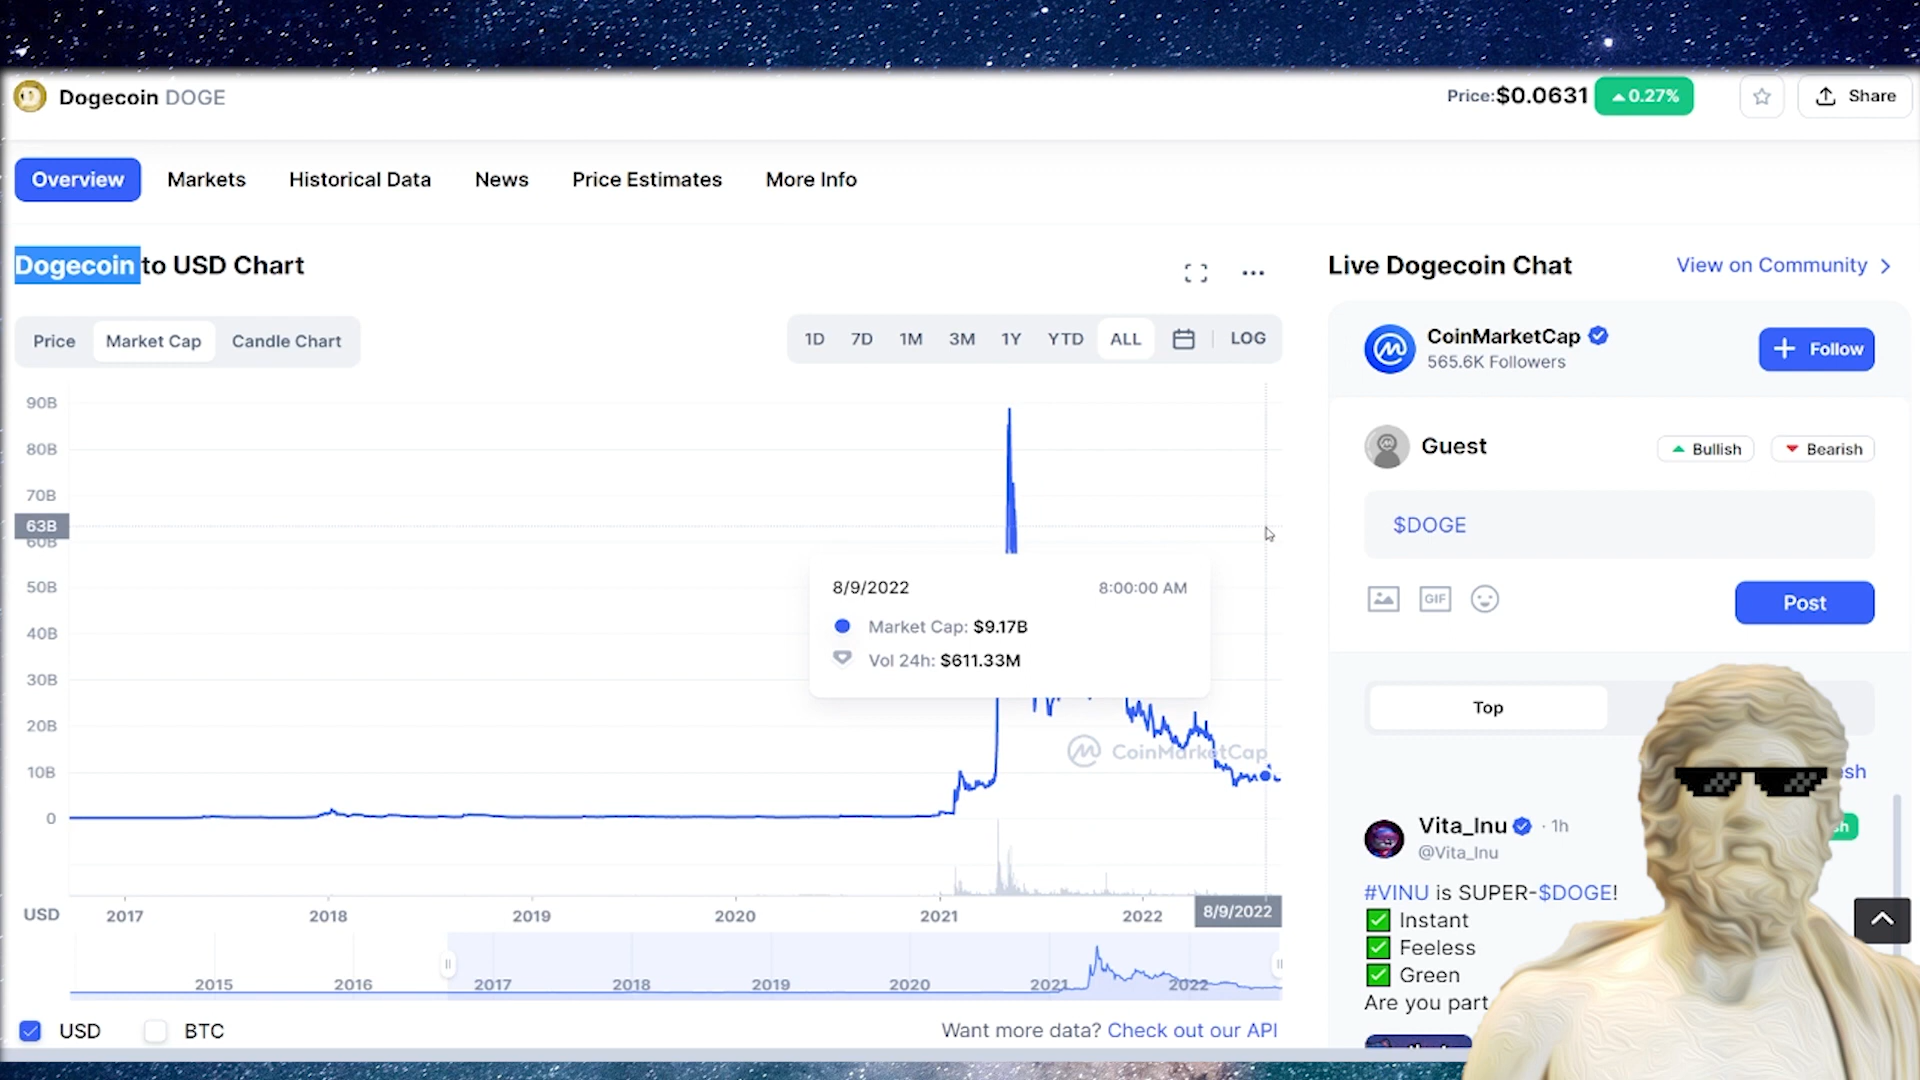 Dogecoin DOGE
Price:$0.0631
0.27%
Share
Overview
Markets
Historical Data
News
Price Estimates
More Info
Dogecoin to USD Chart
Price
Market Cap
Candle Chart
1D
7D
1M
3M
1Y
YTD
ALL
LOG
90B
80B
70B
63B
60B
50B
40B
30B
20B
10B
0
8/9/2022
8:00:00 AM
Market Cap: $9.17B
Vol 24h: $611.33M
CoinMarketCap
USD
2017
2018
2019
2020
2021
2022
8/9/2022
2015
2016
2017
2018
2019
2020
2021
2022
USD
BTC
Want more data? Check out our API
Live Dogecoin Chat
View on Community
CoinMarketCap
565.6K Followers
Follow
Guest
Bullish
Bearish
$DOGE
GIF
Post
Top
Vita_Inu · 1h
@Vita_Inu
#VINU is SUPER-$DOGE!
Instant
Feeless
Green
Are you part